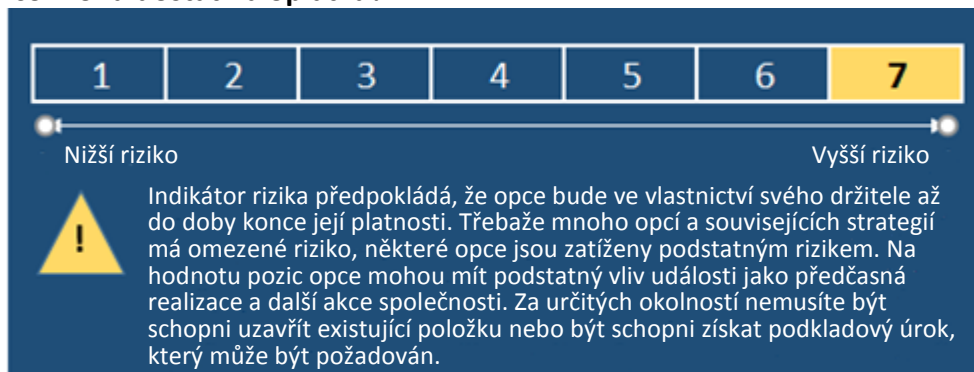 1 2 3 4 5 6 7
Nižší riziko Vyšší riziko
!
Indikátor rizika předpokládá, že opce bude ve vlastnictví svého držitele až
do doby konce její platnosti. Třebaže mnoho opcí a souvisejících strategií
má omezené riziko, některé opce jsou zatíženy podstatným rizikem. Na
hodnotu pozic opce mohou mít podstatný vliv události jako předčasná
realizace a další akce společnosti. Za určitých okolností nemusíte být
schopni uzavřít existující položku nebo být schopni získat podkladový úrok,
který může být požadován.